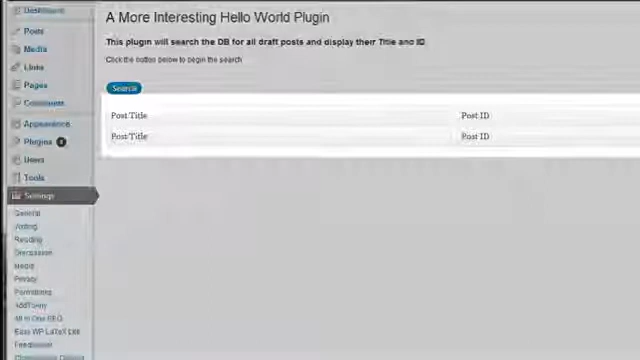 Dashboard
Posts
Media
Links
Pages
Comments
Appearance
Plugins
Users
Tools
Settings
General
Writing
Reading
Discussion
Media
Privacy
Permalinks
All in One SEO
Easy WP LaTeX Lite
A More Interesting Hello World Plugin
This plugin will search the DB for all draft posts and display their Title and ID
Click the button below to begin the search
Search
Post Title Post ID
Post Title Post ID